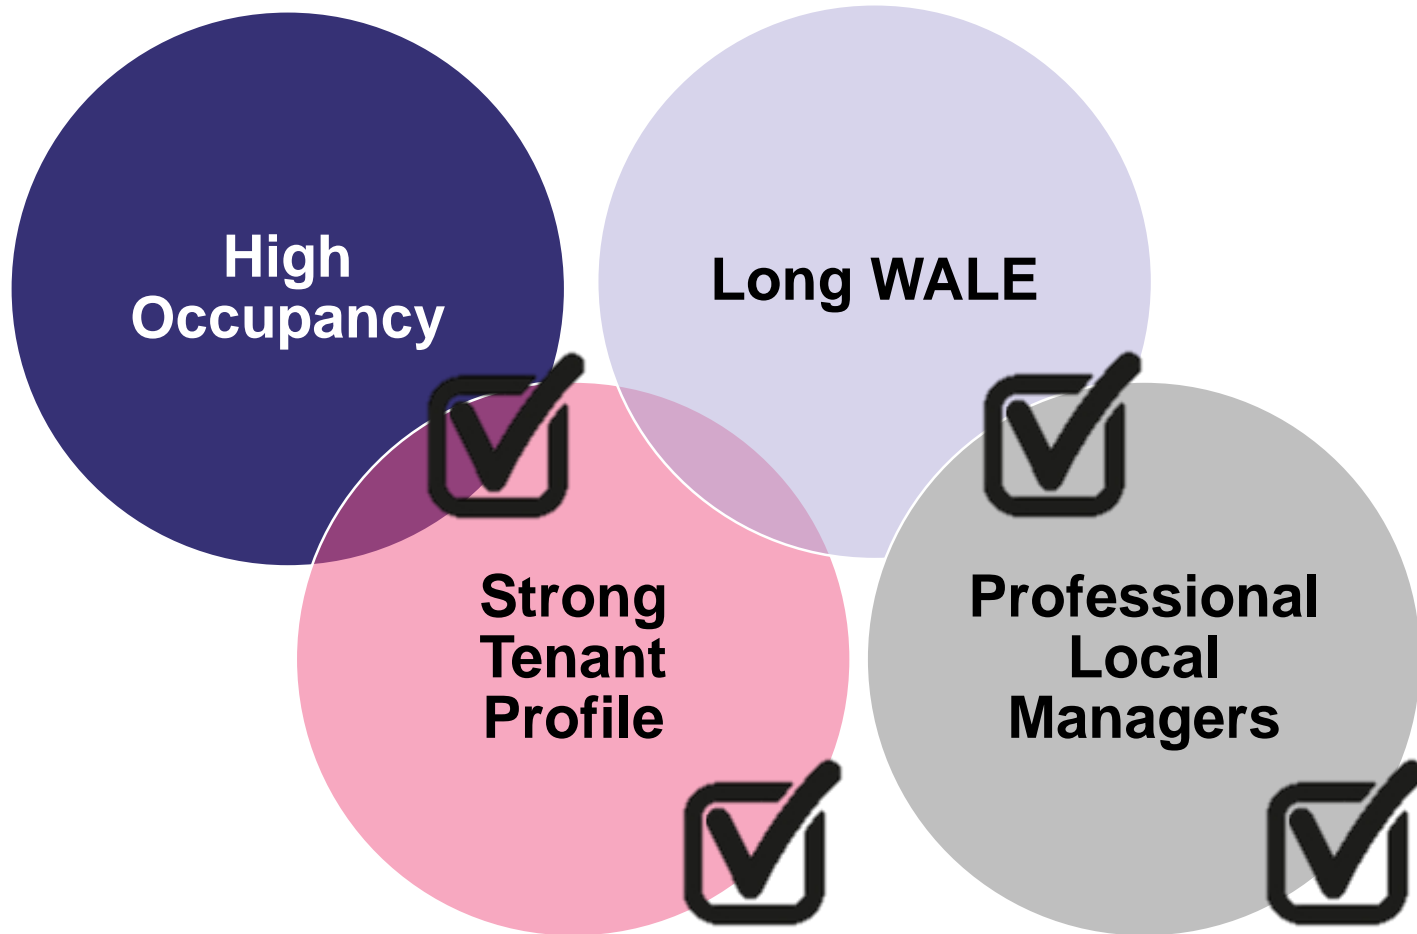 High
Occupancy
Long WALE
Strong
Tenant
Profile
Professional
Local
Managers